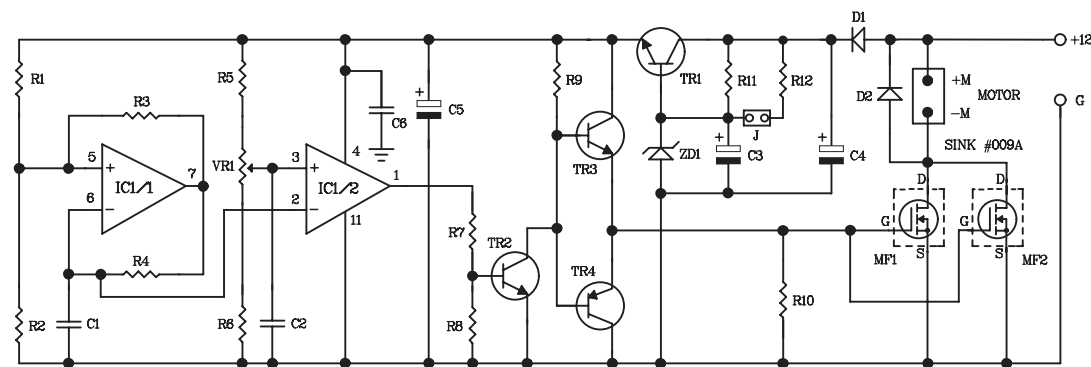 D1
+12
R1
R5
R9
TR1
R11
R12
+M
R3
+
C5
C6
D2
MOTOR
G
-M
J
5
7
VR1
3
4
TR3
ZD1
+
C3
+
C4
SINK #009A
+
IC1/1
6
-
+
IC1/2
2
-
1
11
D
D
R4
R7
TR2
TR4
G
G
S
S
MF1
MF2
R2
C1
R6
C2
R8
R10